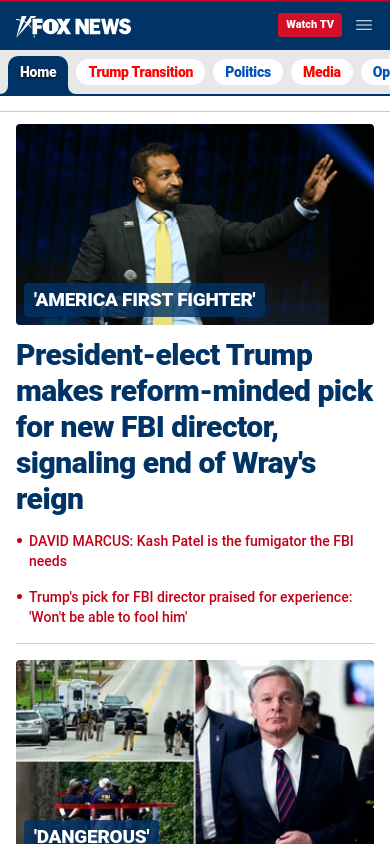 FOX NEWS
Watch TV
Home
Trump Transition
Politics
Media
Op
'AMERICA FIRST FIGHTER'
President-elect Trump
makes reform-minded pick
for new FBI director,
signaling end of Wray's
reign
• DAVID MARCUS: Kash Patel is the fumigator the FBI
needs
• Trump's pick for FBI director praised for experience:
'Won't be able to fool him'
'DANGEROUS'